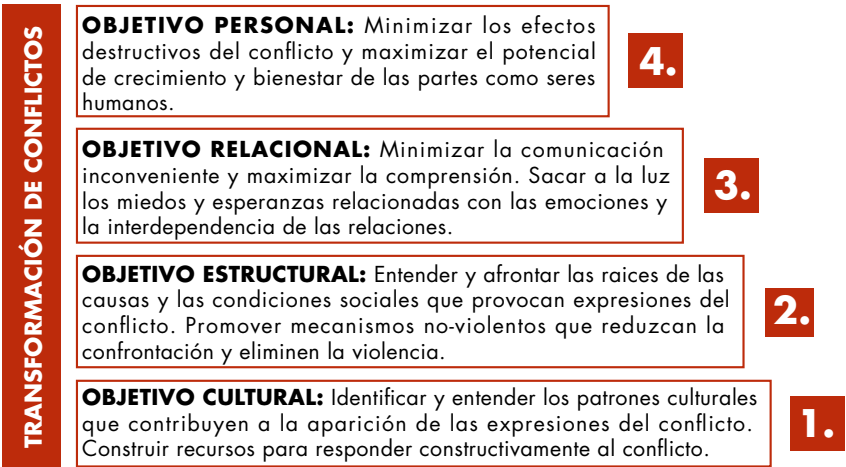 TRANSFORMACIÓN DE CONFLICTOS
OBJETIVO PERSONAL: Minimizar los efectos
destructivos del conflicto y maximizar el potencial
de crecimiento y bienestar de las partes como seres
humanos.
4.
OBJETIVO RELACIONAL: Minimizar la comunicación
inconveniente y maximizar la comprensión. Sacar a la luz
los miedos y esperanzas relacionadas con las emociones y
la interdependencia de las relaciones.
3.
OBJETIVO ESTRUCTURAL: Entender y afrontar las raices de las
causas y las condiciones sociales que provocan expresiones del
conflicto. Promover mecanismos no-violentos que reduzcan la
confrontación y eliminen la violencia.
2.
OBJETIVO CULTURAL: Identificar y entender los patrones culturales
que contribuyen a la aparición de las expresiones del conflicto.
Construir recursos para responder constructivamente al conflicto.
1.